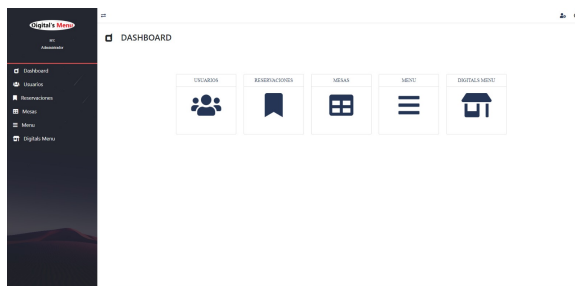 Digital's Menu
Administrador
Dashboard
Usuarios
Reservaciones
Mesas
Menu
Digitals Menu
DASHBOARD
USUARIOS
RESERVACIONES
MESAS
MENU
DIGITALS MENU